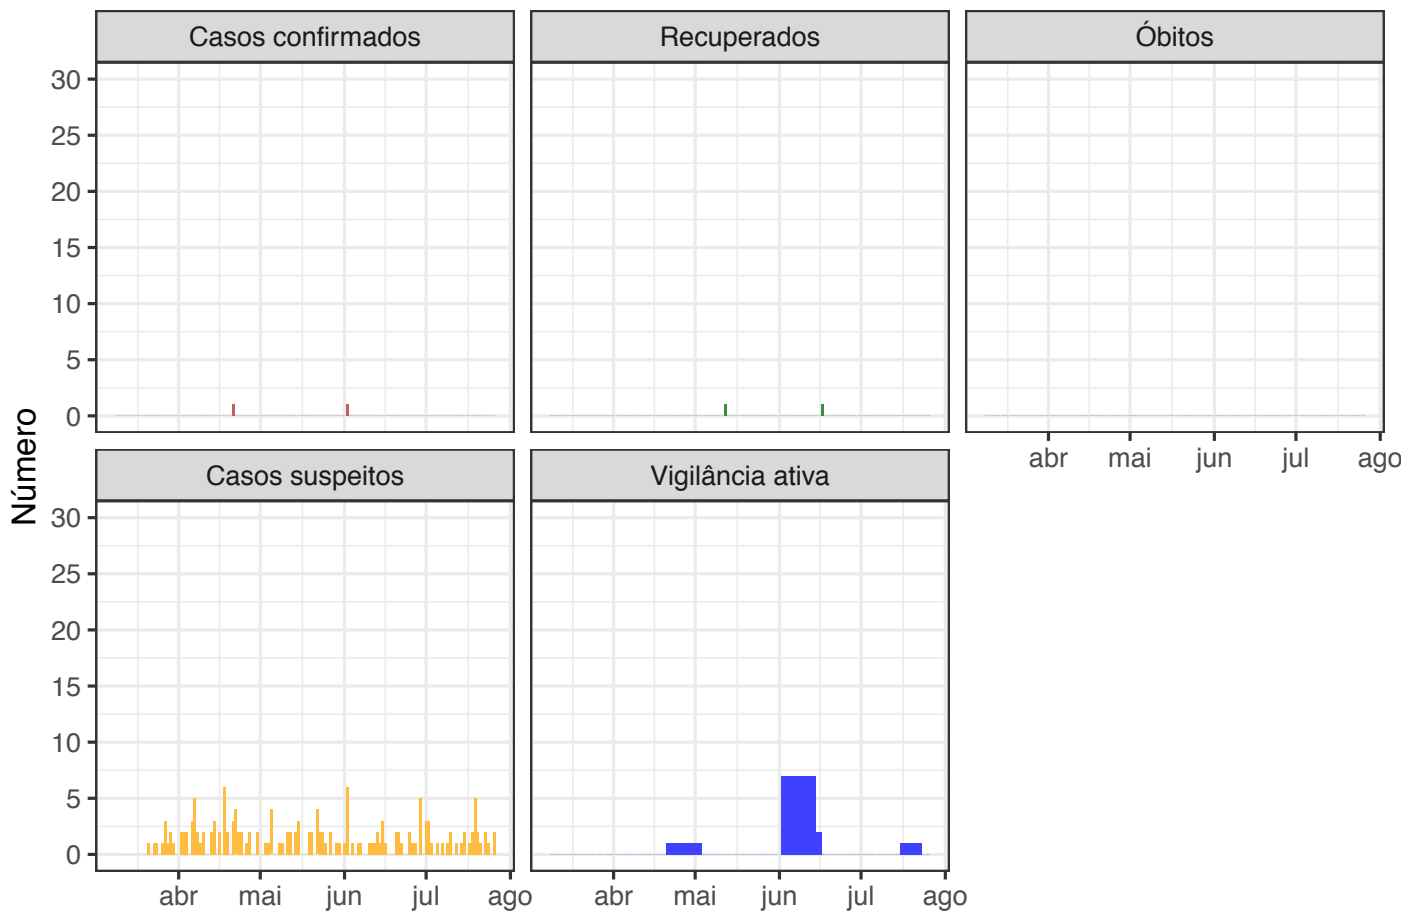 Casos confirmados
Recuperados
Óbitos
30
25
20
15
10
5
0
abr mai jun jul ago
Número
Casos suspeitos
Vigilância ativa
30
25
20
15
10
5
0
abr mai jun jul ago
abr mai jun jul ago